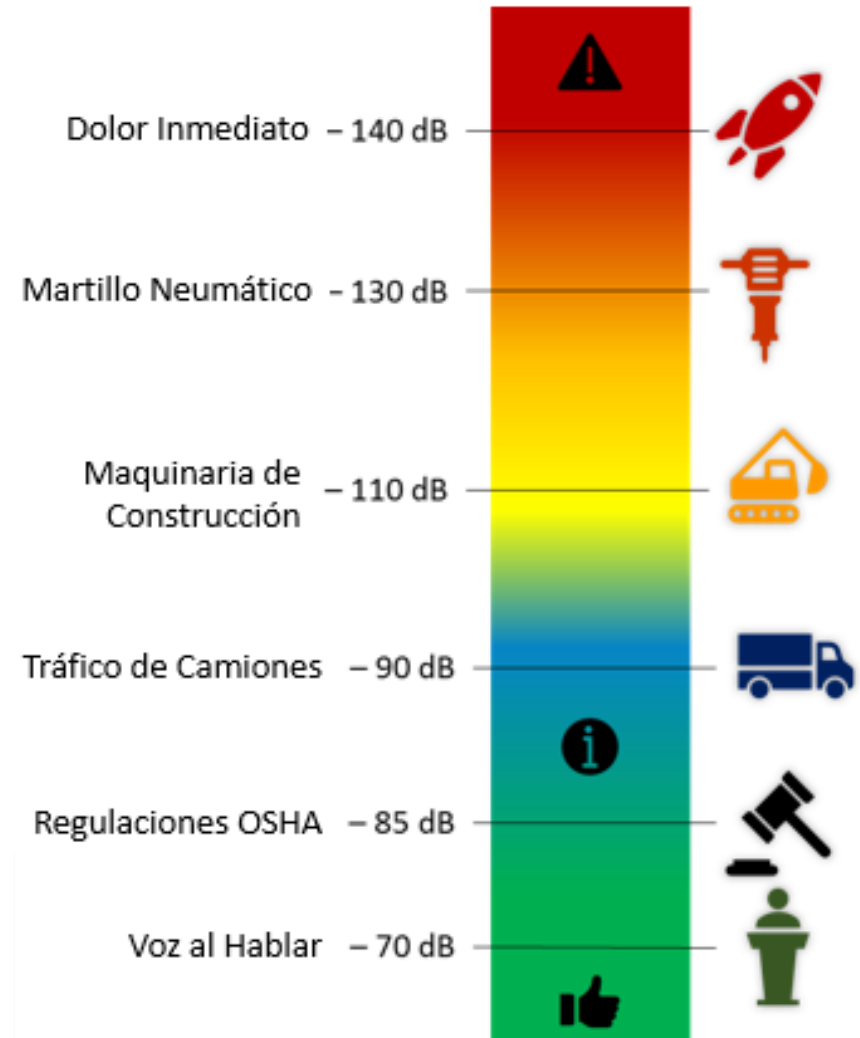 Dolor Inmediato – 140 dB
Martillo Neumático – 130 dB
Maquinaria de
Construcción – 110 dB
Tráfico de Camiones – 90 dB
Regulaciones OSHA – 85 dB
Voz al Hablar – 70 dB